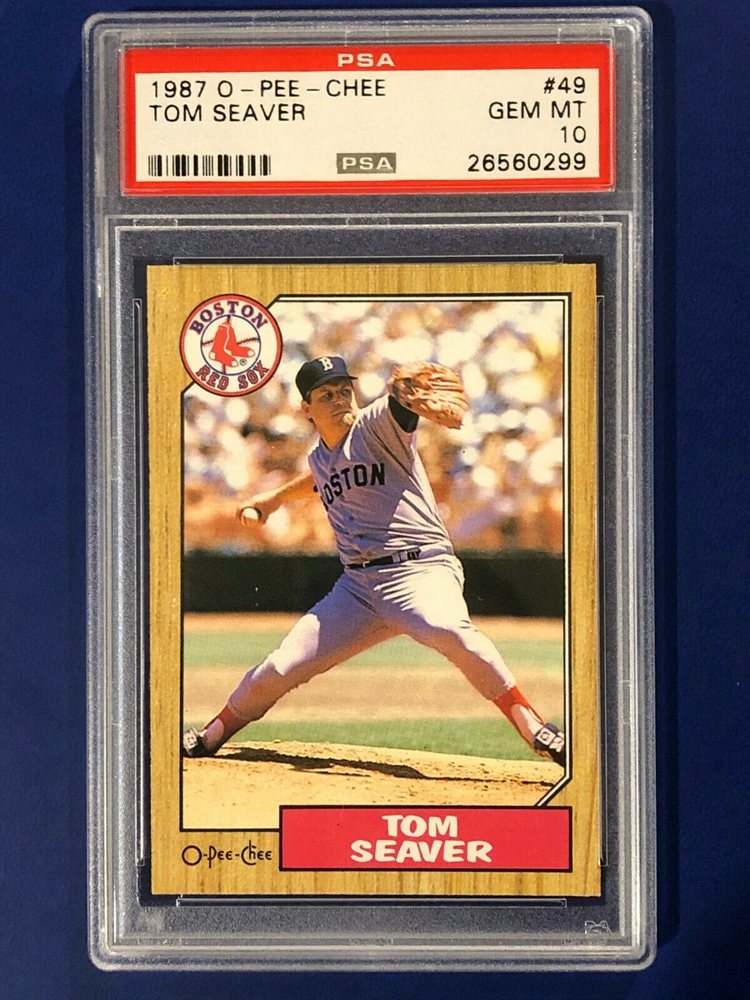 PSA
1987 O-PEE-CHEE #49
TOM SEAVER GEM MT
10
PSA 26560299
BOSTON
RED SOX
®
B
BOSTON
O-Pee-Chee
TOM
SEAVER